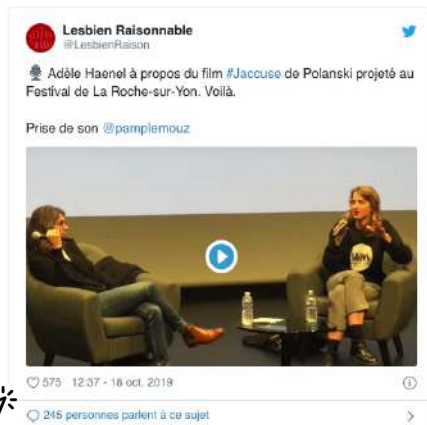 Lesbien Raisonnable
@LesbienRaison
Adèle Haenel à propos du film #Jaccuse de Polanski projeté au
Festival de La Roche-sur-Yon. Voilà.
Prise de son @pamplemouz
575 12:37 - 18 oct. 2019
245 personnes parlent à ce sujet